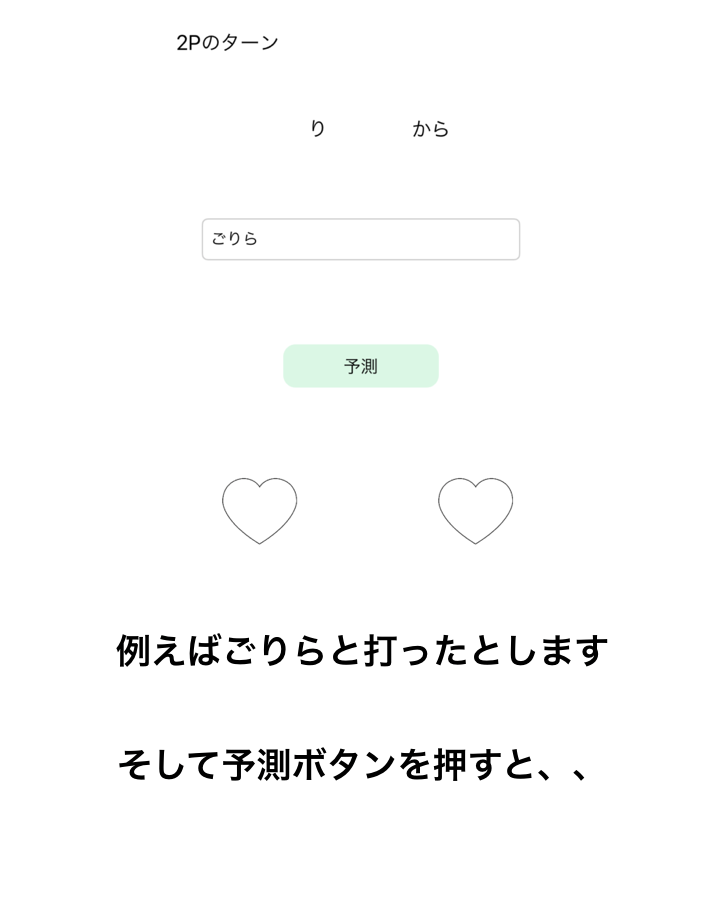 2Pのターン
り から
ごりら
予測
例えばごりらと打ったとします
そして予測ボタンを押すと、、